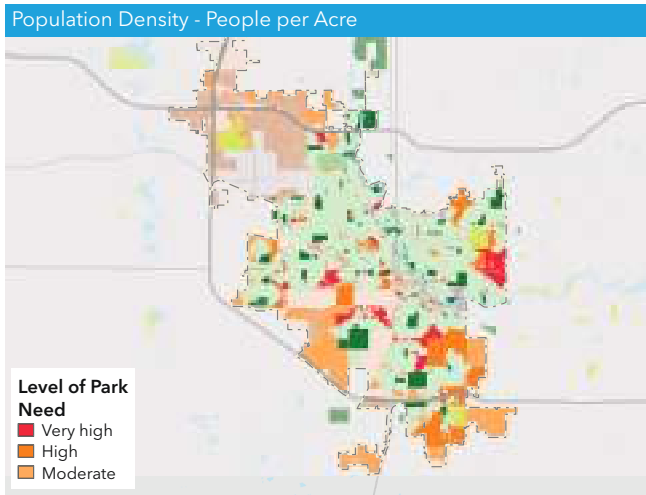 Population Density - People per Acre
Level of Park
Need
Very high
High
Moderate